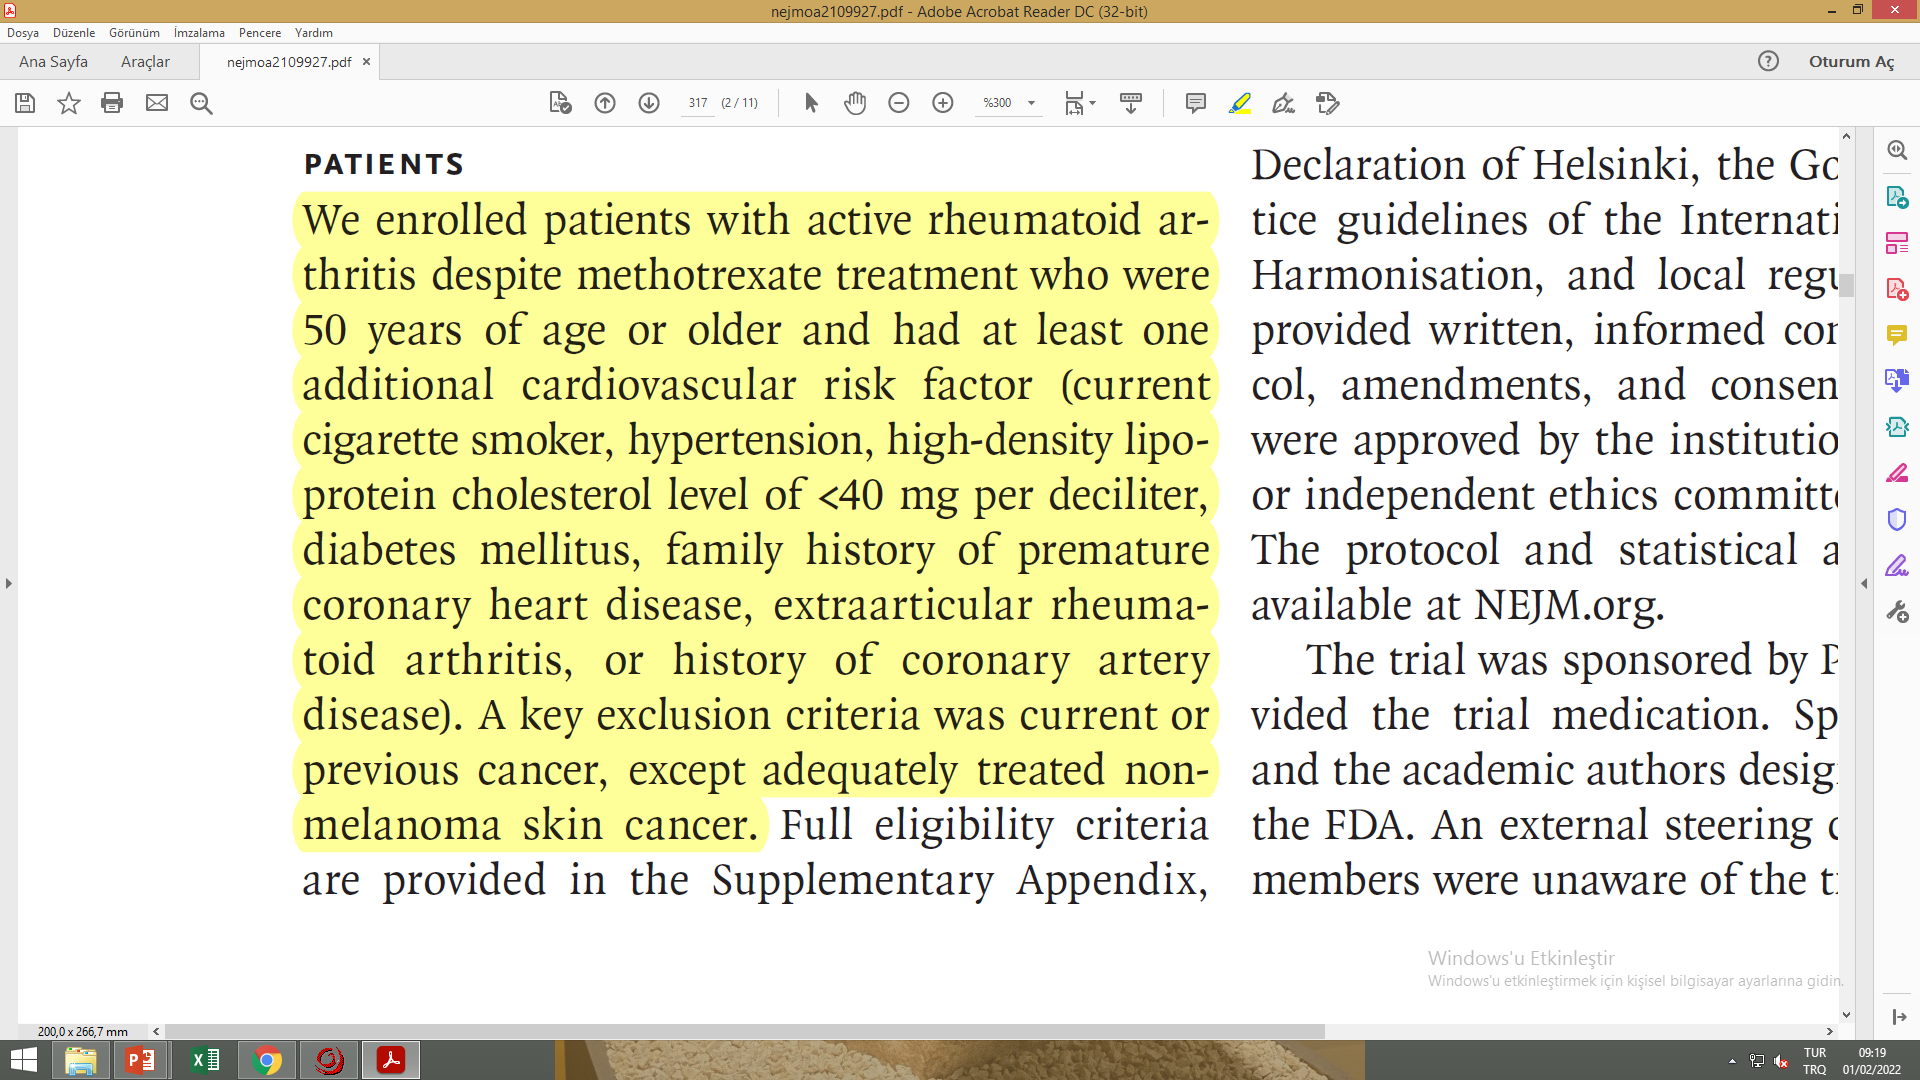 nejmoa2109927.pdf - Adobe Acrobat Reader DC (32-bit)
Dosya Düzenle Görünüm İmzalama Pencere Yardım
Ana Sayfa Araçlar nejmoa2109927.pdf × Oturum Aç
317 (2 / 11) %300
PATIENTS
We enrolled patients with active rheumatoid ar-
thritis despite methotrexate treatment who were
50 years of age or older and had at least one
additional cardiovascular risk factor (current
cigarette smoker, hypertension, high-density lipo-
protein cholesterol level of <40 mg per deciliter,
diabetes mellitus, family history of premature
coronary heart disease, extraarticular rheuma-
toid arthritis, or history of coronary artery
disease). A key exclusion criteria was current or
previous cancer, except adequately treated non-
melanoma skin cancer. Full eligibility criteria
are provided in the Supplementary Appendix,
Declaration of Helsinki, the Go
tice guidelines of the Internati
Harmonisation, and local regu
provided written, informed con
col, amendments, and consen
were approved by the institutio
or independent ethics committe
The protocol and statistical a
available at NEJM.org.
The trial was sponsored by P
vided the trial medication. Sp
and the academic authors desig
the FDA. An external steering c
members were unaware of the tr
Windows'u Etkinleştir
Windows'u etkinleştirmek için kişisel bilgisayar ayarlarına gidin.
200,0 x 266,7 mm
TUR 09:19
TRQ 01/02/2022